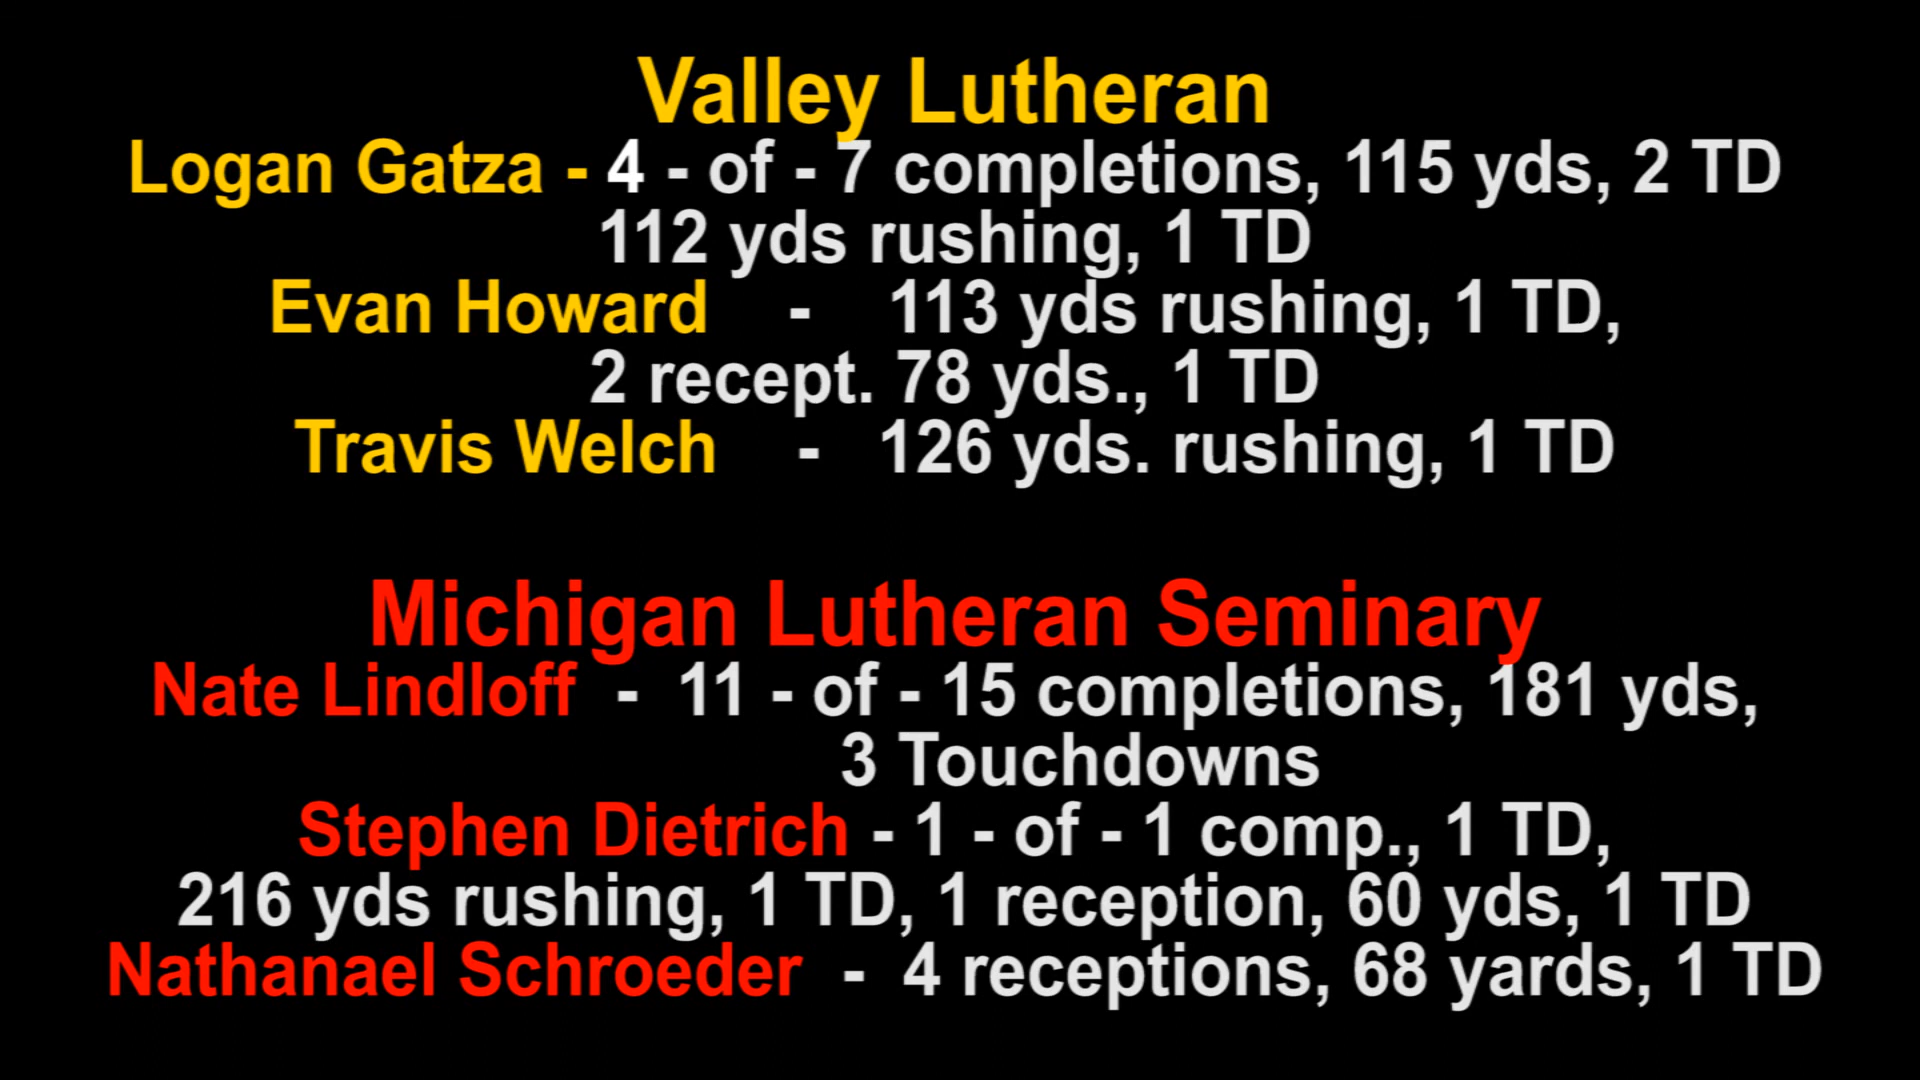 Valley Lutheran
Logan Gatza - 4 - of - 7 completions, 115 yds, 2 TD
112 yds rushing, 1 TD
Evan Howard - 113 yds rushing, 1 TD,
2 recept. 78 yds., 1 TD
Travis Welch - 126 yds. rushing, 1 TD
Michigan Lutheran Seminary
Nate Lindloff - 11 - of - 15 completions, 181 yds,
3 Touchdowns
Stephen Dietrich - 1 - of - 1 comp., 1 TD,
216 yds rushing, 1 TD, 1 reception, 60 yds, 1 TD
Nathanael Schroeder - 4 receptions, 68 yards, 1 TD